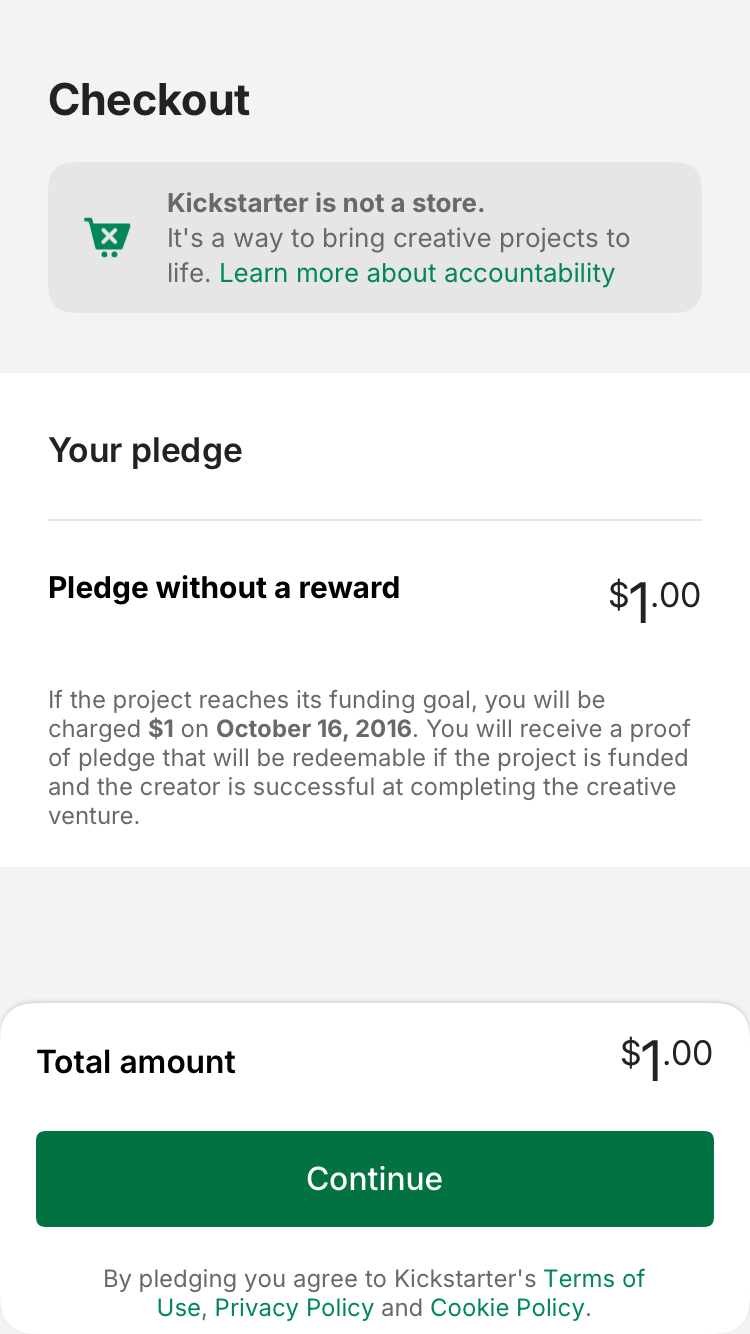 Checkout
Kickstarter is not a store.
It's a way to bring creative projects to
life. Learn more about accountability
Your pledge
Pledge without a reward
$1.00
If the project reaches its funding goal, you will be
charged $1 on October 16, 2016. You will receive a proof
of pledge that will be redeemable if the project is funded
and the creator is successful at completing the creative
venture.
Total amount
$1.00
Continue
By pledging you agree to Kickstarter's Terms of
Use, Privacy Policy and Cookie Policy.